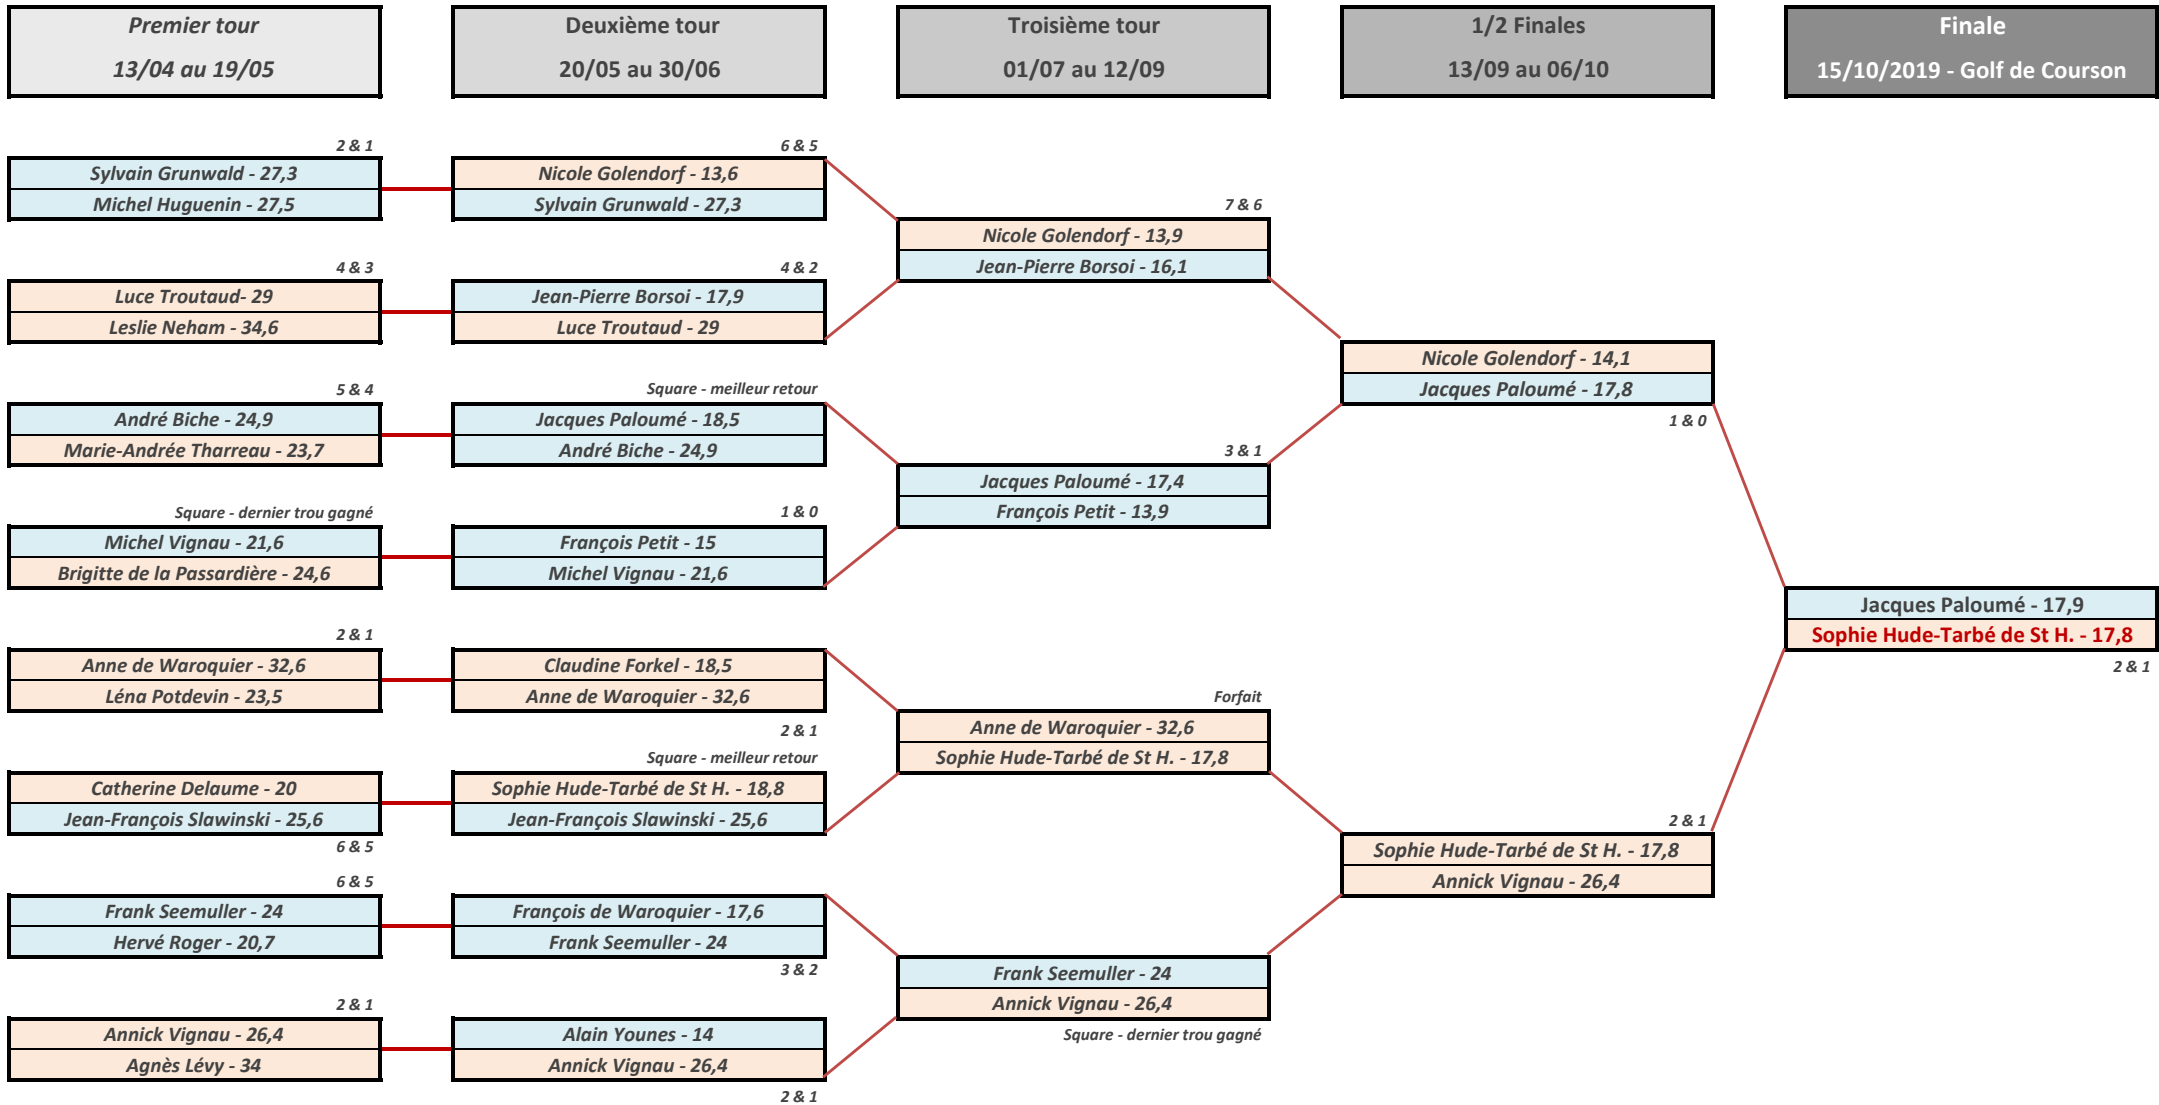 Premier tour
13/04 au 19/05
Deuxième tour
20/05 au 30/06
Troisième tour
01/07 au 12/09
1/2 Finales
13/09 au 06/10
Finale
15/10/2019 - Golf de Courson
2 & 1
Sylvain Grunwald - 27,3
Michel Huguenin - 27,5
4 & 3
Luce Troutaud- 29
Leslie Neham - 34,6
5 & 4
André Biche - 24,9
Marie-Andrée Tharreau - 23,7
Square - dernier trou gagné
Michel Vignau - 21,6
Brigitte de la Passardière - 24,6
2 & 1
Anne de Waroquier - 32,6
Léna Potdevin - 23,5
Catherine Delaume - 20
Jean-François Slawinski - 25,6
6 & 5
6 & 5
Frank Seemuller - 24
Hervé Roger - 20,7
2 & 1
Annick Vignau - 26,4
Agnès Lévy - 34
6 & 5
Nicole Golendorf - 13,6
Sylvain Grunwald - 27,3
4 & 2
Jean-Pierre Borsoi - 17,9
Luce Troutaud - 29
Square - meilleur retour
Jacques Paloumé - 18,5
André Biche - 24,9
1 & 0
François Petit - 15
Michel Vignau - 21,6
Claudine Forkel - 18,5
Anne de Waroquier - 32,6
2 & 1
Square - meilleur retour
Sophie Hude-Tarbé de St H. - 18,8
Jean-François Slawinski - 25,6
François de Waroquier - 17,6
Frank Seemuller - 24
3 & 2
Alain Younes - 14
Annick Vignau - 26,4
2 & 1
7 & 6
Nicole Golendorf - 13,9
Jean-Pierre Borsoi - 16,1
3 & 1
Jacques Paloumé - 17,4
François Petit - 13,9
Forfait
Anne de Waroquier - 32,6
Sophie Hude-Tarbé de St H. - 17,8
Frank Seemuller - 24
Annick Vignau - 26,4
Square - dernier trou gagné
Nicole Golendorf - 14,1
Jacques Paloumé - 17,8
1 & 0
2 & 1
Sophie Hude-Tarbé de St H. - 17,8
Annick Vignau - 26,4
Jacques Paloumé - 17,9
Sophie Hude-Tarbé de St H. - 17,8
2 & 1